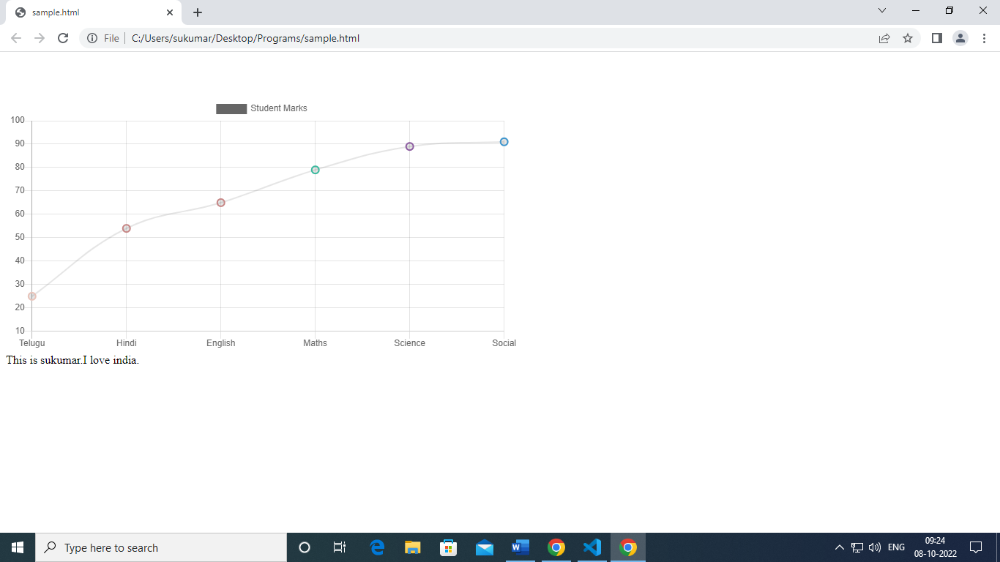 sample.html
File
C:/Users/sukumar/Desktop/Programs/sample.html
Student Marks
100
90
80
70
60
50
40
30
20
10
Telugu Hindi English Maths Science Social
This is sukumar.I love india.
Type here to search
ENG
09:24
08-10-2022